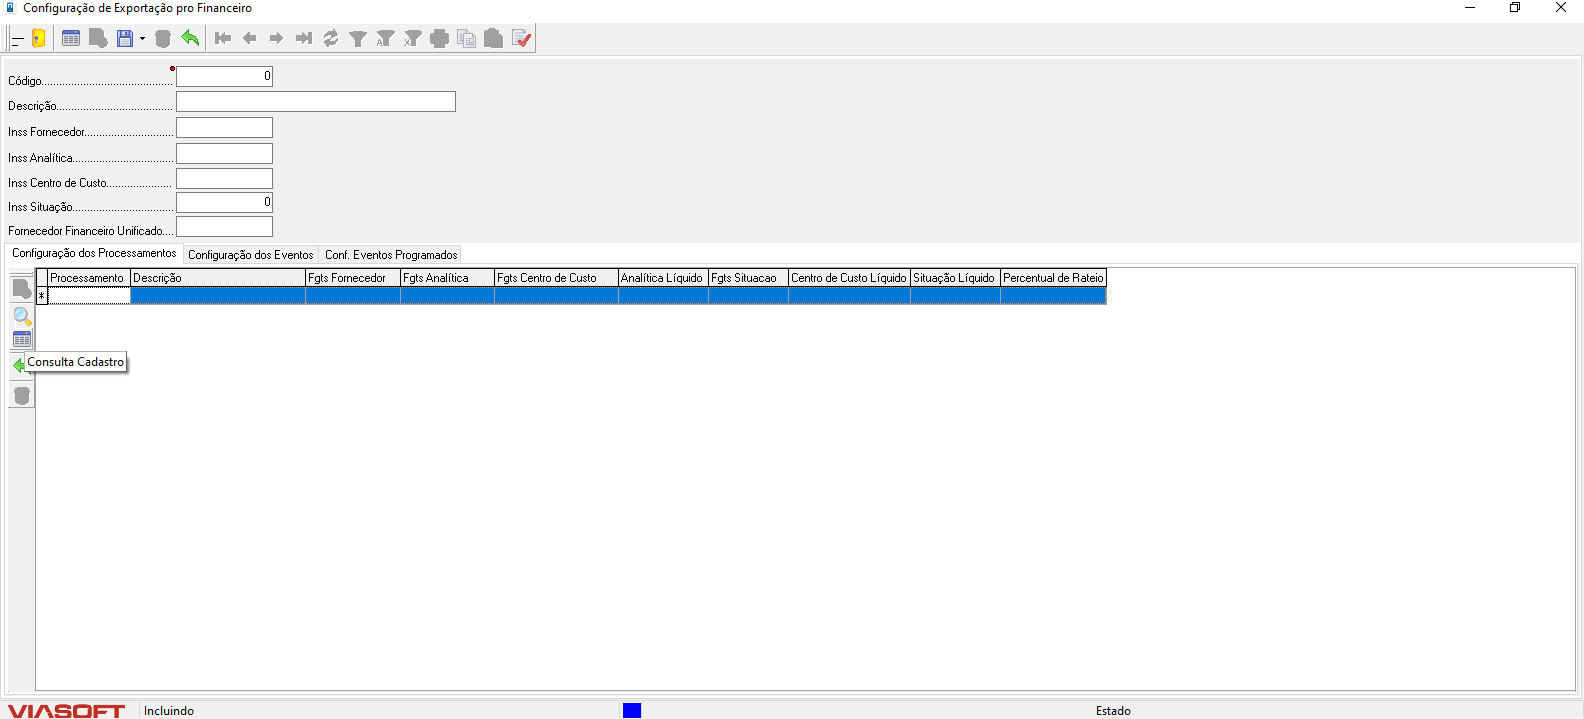 Configuração de Exportação pro Financeiro
Código............................................ 0
Descrição.......................................
Inss Fornecedor..............................
Inss Analítica..................................
Inss Centro de Custo......................
Inss Situação.................................. 0
Fornecedor Financeiro Unificado....
Configuração dos Processamentos Configuração dos Eventos Conf. Eventos Programados
Processamento Descrição Fgts Fornecedor Fgts Analítica Fgts Centro de Custo Analítica Líquido Fgts Situacao Centro de Custo Líquido Situação Líquido Percentual de Rateio
*
Consulta Cadastro
VIASOFT Incluindo Estado